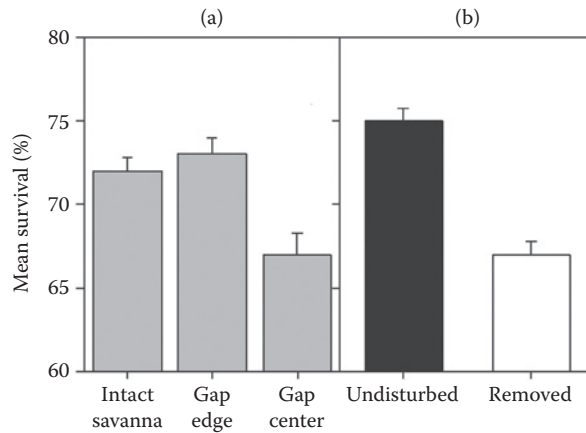 (a)
(b)
Mean survival (%)
80
75
70
65
60
Intact
savanna
Gap
edge
Gap
center
Undisturbed
Removed